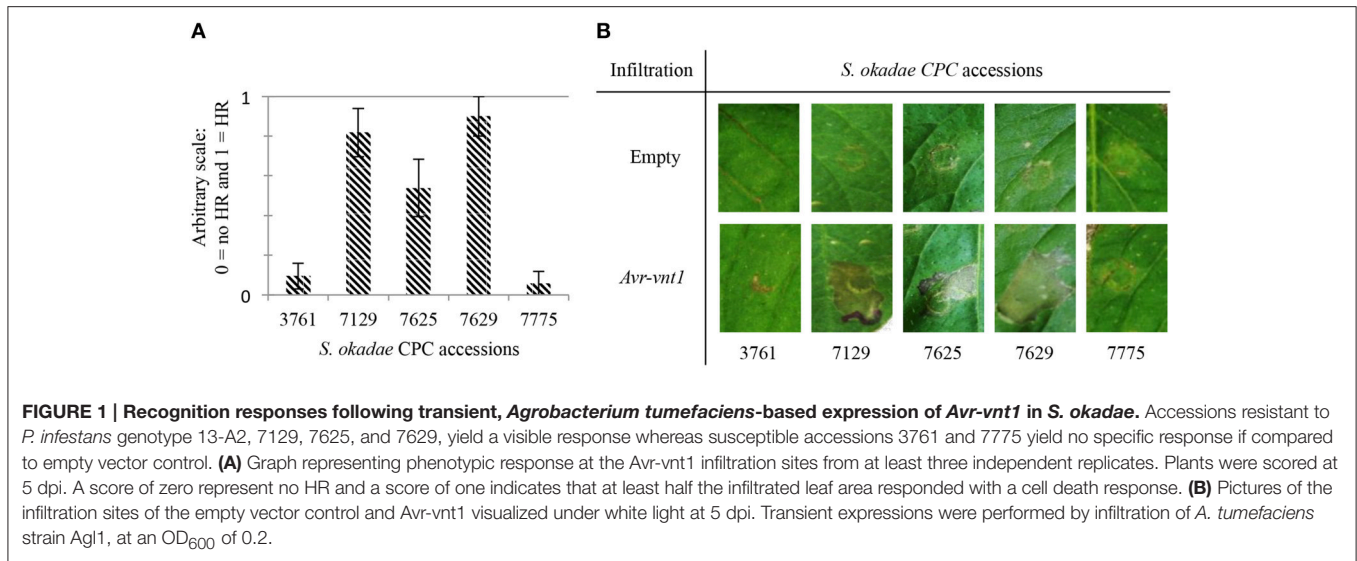 A
Arbitrary scale:
0 = no HR and 1 = HR
1
0
3761 7129 7625 7629 7775
S. okadae CPC accessions
B
Infiltration S. okadae CPC accessions
Empty
Avr-vnt1
3761 7129 7625 7629 7775
FIGURE 1 | Recognition responses following transient, Agrobacterium tumefaciens-based expression of Avr-vnt1 in S. okadae. Accessions resistant to
P. infestans genotype 13-A2, 7129, 7625, and 7629, yield a visible response whereas susceptible accessions 3761 and 7775 yield no specific response if compared
to empty vector control. (A) Graph representing phenotypic response at the Avr-vnt1 infiltration sites from at least three independent replicates. Plants were scored at
5 dpi. A score of zero represent no HR and a score of one indicates that at least half the infiltrated leaf area responded with a cell death response. (B) Pictures of the
infiltration sites of the empty vector control and Avr-vnt1 visualized under white light at 5 dpi. Transient expressions were performed by infiltration of A. tumefaciens
strain Agl1, at an OD600 of 0.2.